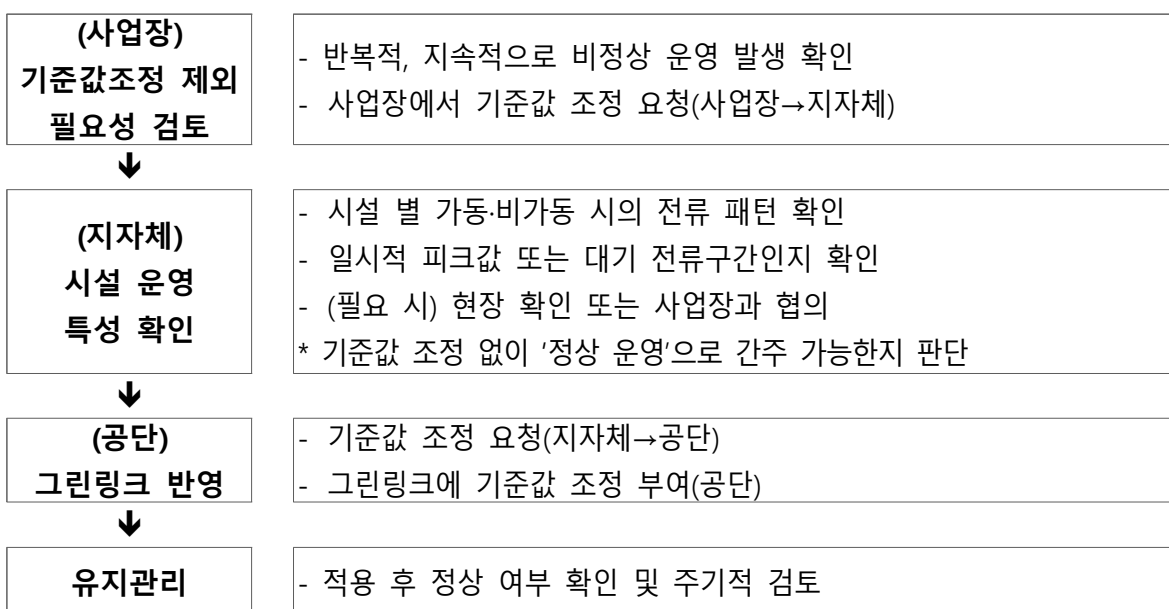 (사업장)
기준값조정 제외
필요성 검토
- 반복적, 지속적으로 비정상 운영 발생 확인
- 사업장에서 기준값 조정 요청(사업장→지자체)
🡻
(지자체)
시설 운영
특성 확인
- 시설 별 가동·비가동 시의 전류 패턴 확인
- 일시적 피크값 또는 대기 전류구간인지 확인
- (필요 시) 현장 확인 또는 사업장과 협의
* 기준값 조정 없이 '정상 운영'으로 간주 가능한지 판단
🡻
(공단)
그린링크 반영
- 기준값 조정 요청(지자체→공단)
- 그린링크에 기준값 조정 부여(공단)
🡻
유지관리
- 적용 후 정상 여부 확인 및 주기적 검토